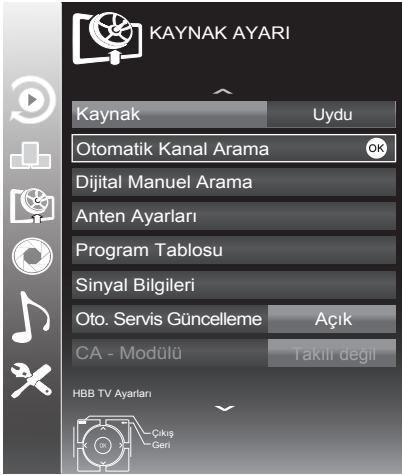 KAYNAK AYARI
Kaynak Uydu
Otomatik Kanal Arama OK
Dijital Manuel Arama
Anten Ayarları
Program Tablosu
Sinyal Bilgileri
Oto. Servis Güncelleme Açık
CA - Modülü Takılı değil
HBB TV Ayarları
Çıkış
OK
Geri